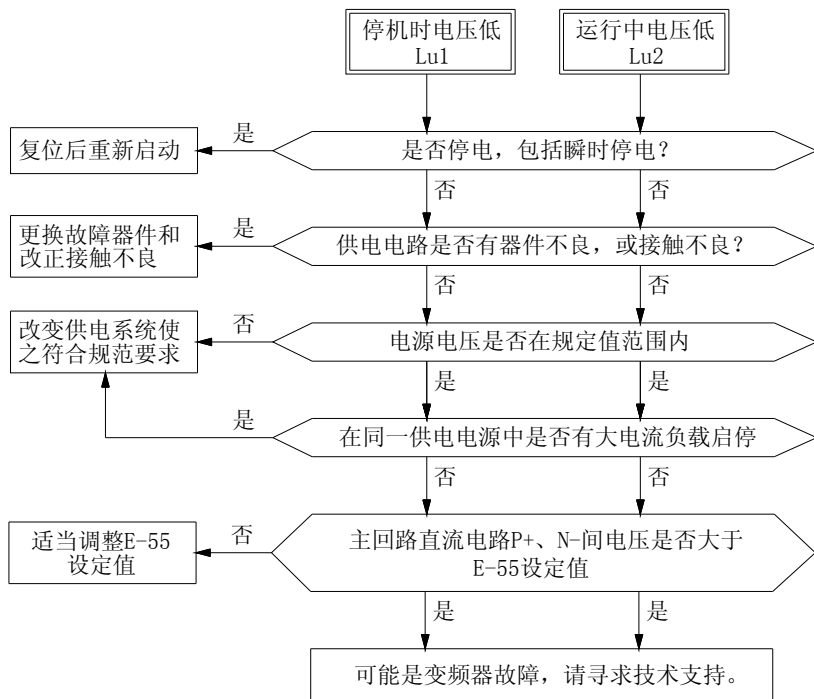 停机时电压低
Lu1
运行中电压低
Lu2
是
复位后重新启动
是否停电，包括瞬时停电？
否
否
是
更换故障器件和
改正接触不良
供电电路是否有器件不良，或接触不良？
否
否
否
改变供电系统使
之符合规范要求
电源电压是否在规定值范围内
是
是
是
在同一供电电源中是否有大电流负载启停
否
否
否
适当调整E-55
设定值
主回路直流电路P+、N-间电压是否大于
E-55设定值
是
是
可能是变频器故障，请寻求技术支持。